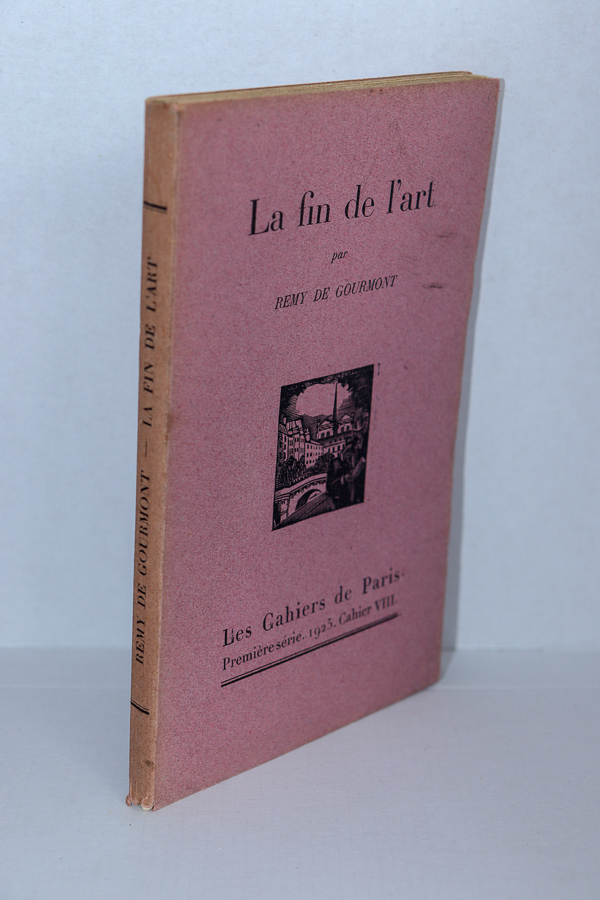 La fin de l'art
par
REMY DE GOURMONT
Les Cahiers de Paris
Première série. 1925. Cahier VIII.
REMY DE GOURMONT — LA FIN DE L'ART